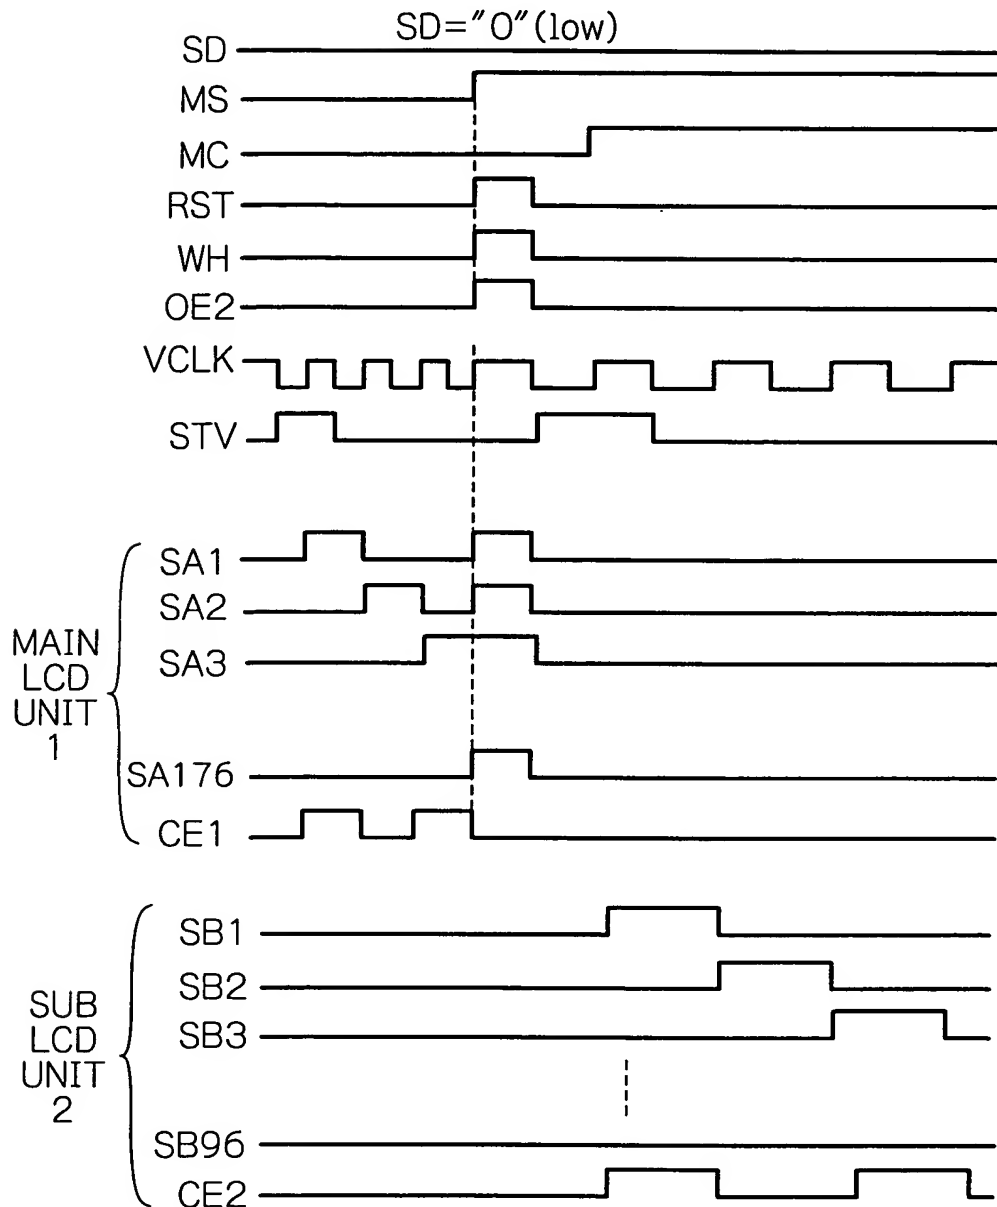 SD="0"(low)
SD
MS
MC
RST
WH
OE2
VCLK
STV
MAIN
LCD
UNIT
1
SA1
SA2
SA3
SA176
CE1
SUB
LCD
UNIT
2
SB1
SB2
SB3
SB96
CE2